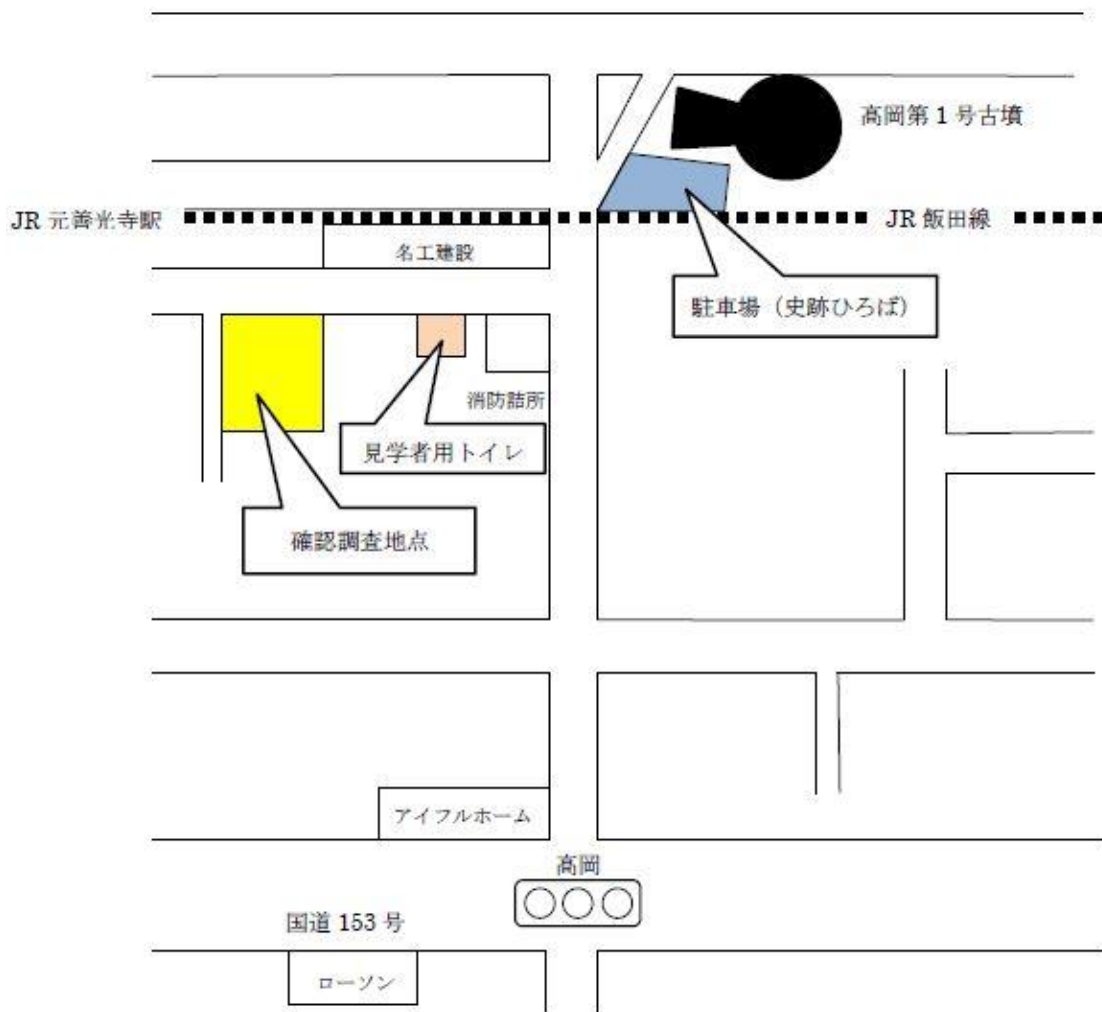 高岡第 1 号古墳
JR 元善光寺駅
JR 飯田線
名工建設
駐車場（史跡ひろば）
消防詰所
見学者用トイレ
確認調査地点
アイフルホーム
高岡
国道 153 号
ローソン